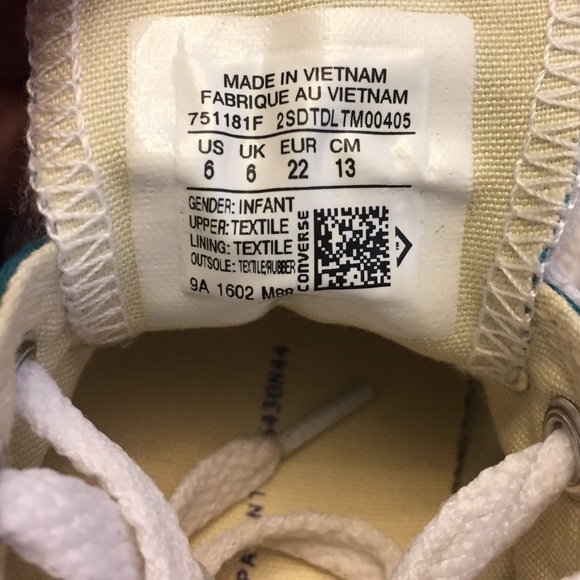 MADE IN VIETNAM
FABRIQUE AU VIETNAM
751181F 2SDTDLTM00405
US UK EUR CM
6 6 22 13
GENDER: INFANT
UPPER: TEXTILE
LINING: TEXTILE
OUTSOLE: TEXTILE/RUBBER
9A 1602 M88
CONVERSE
TM